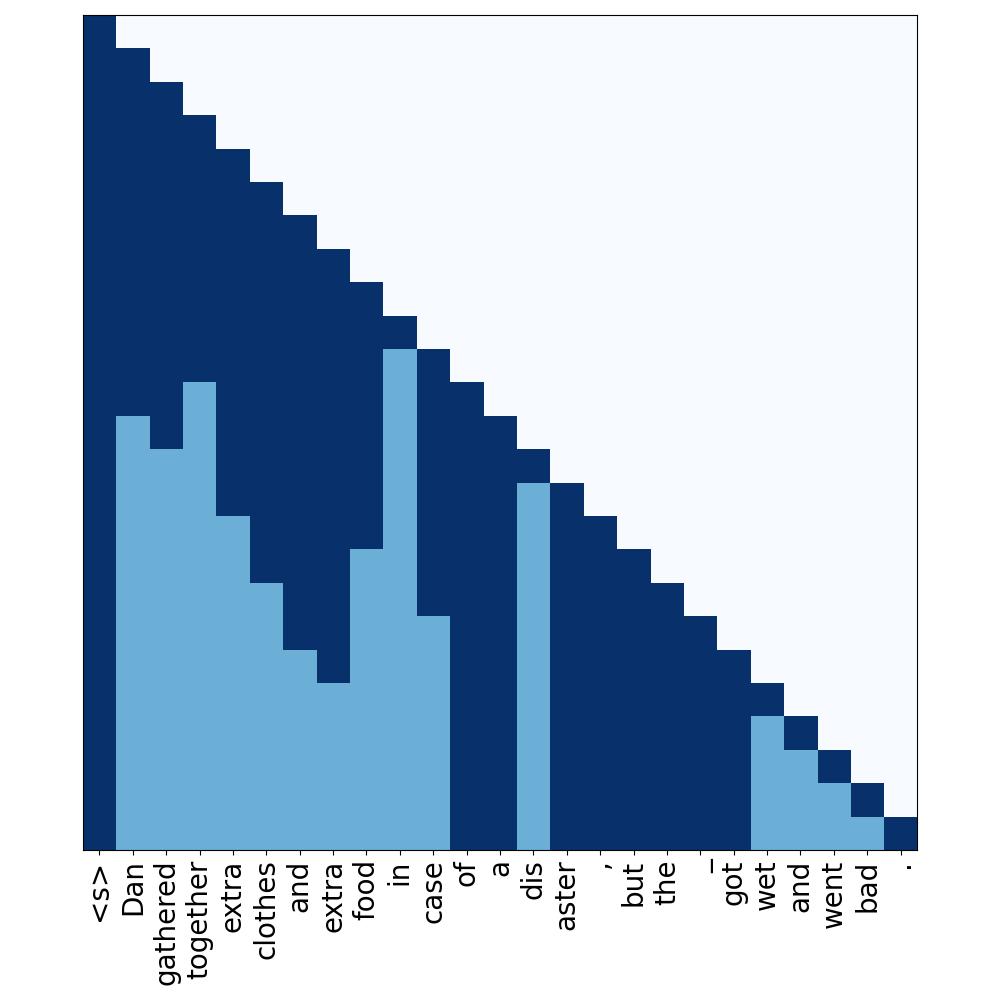 <s> Dan gathered together extra clothes and extra food in case of a dis aster , but the _ got wet and went bad .